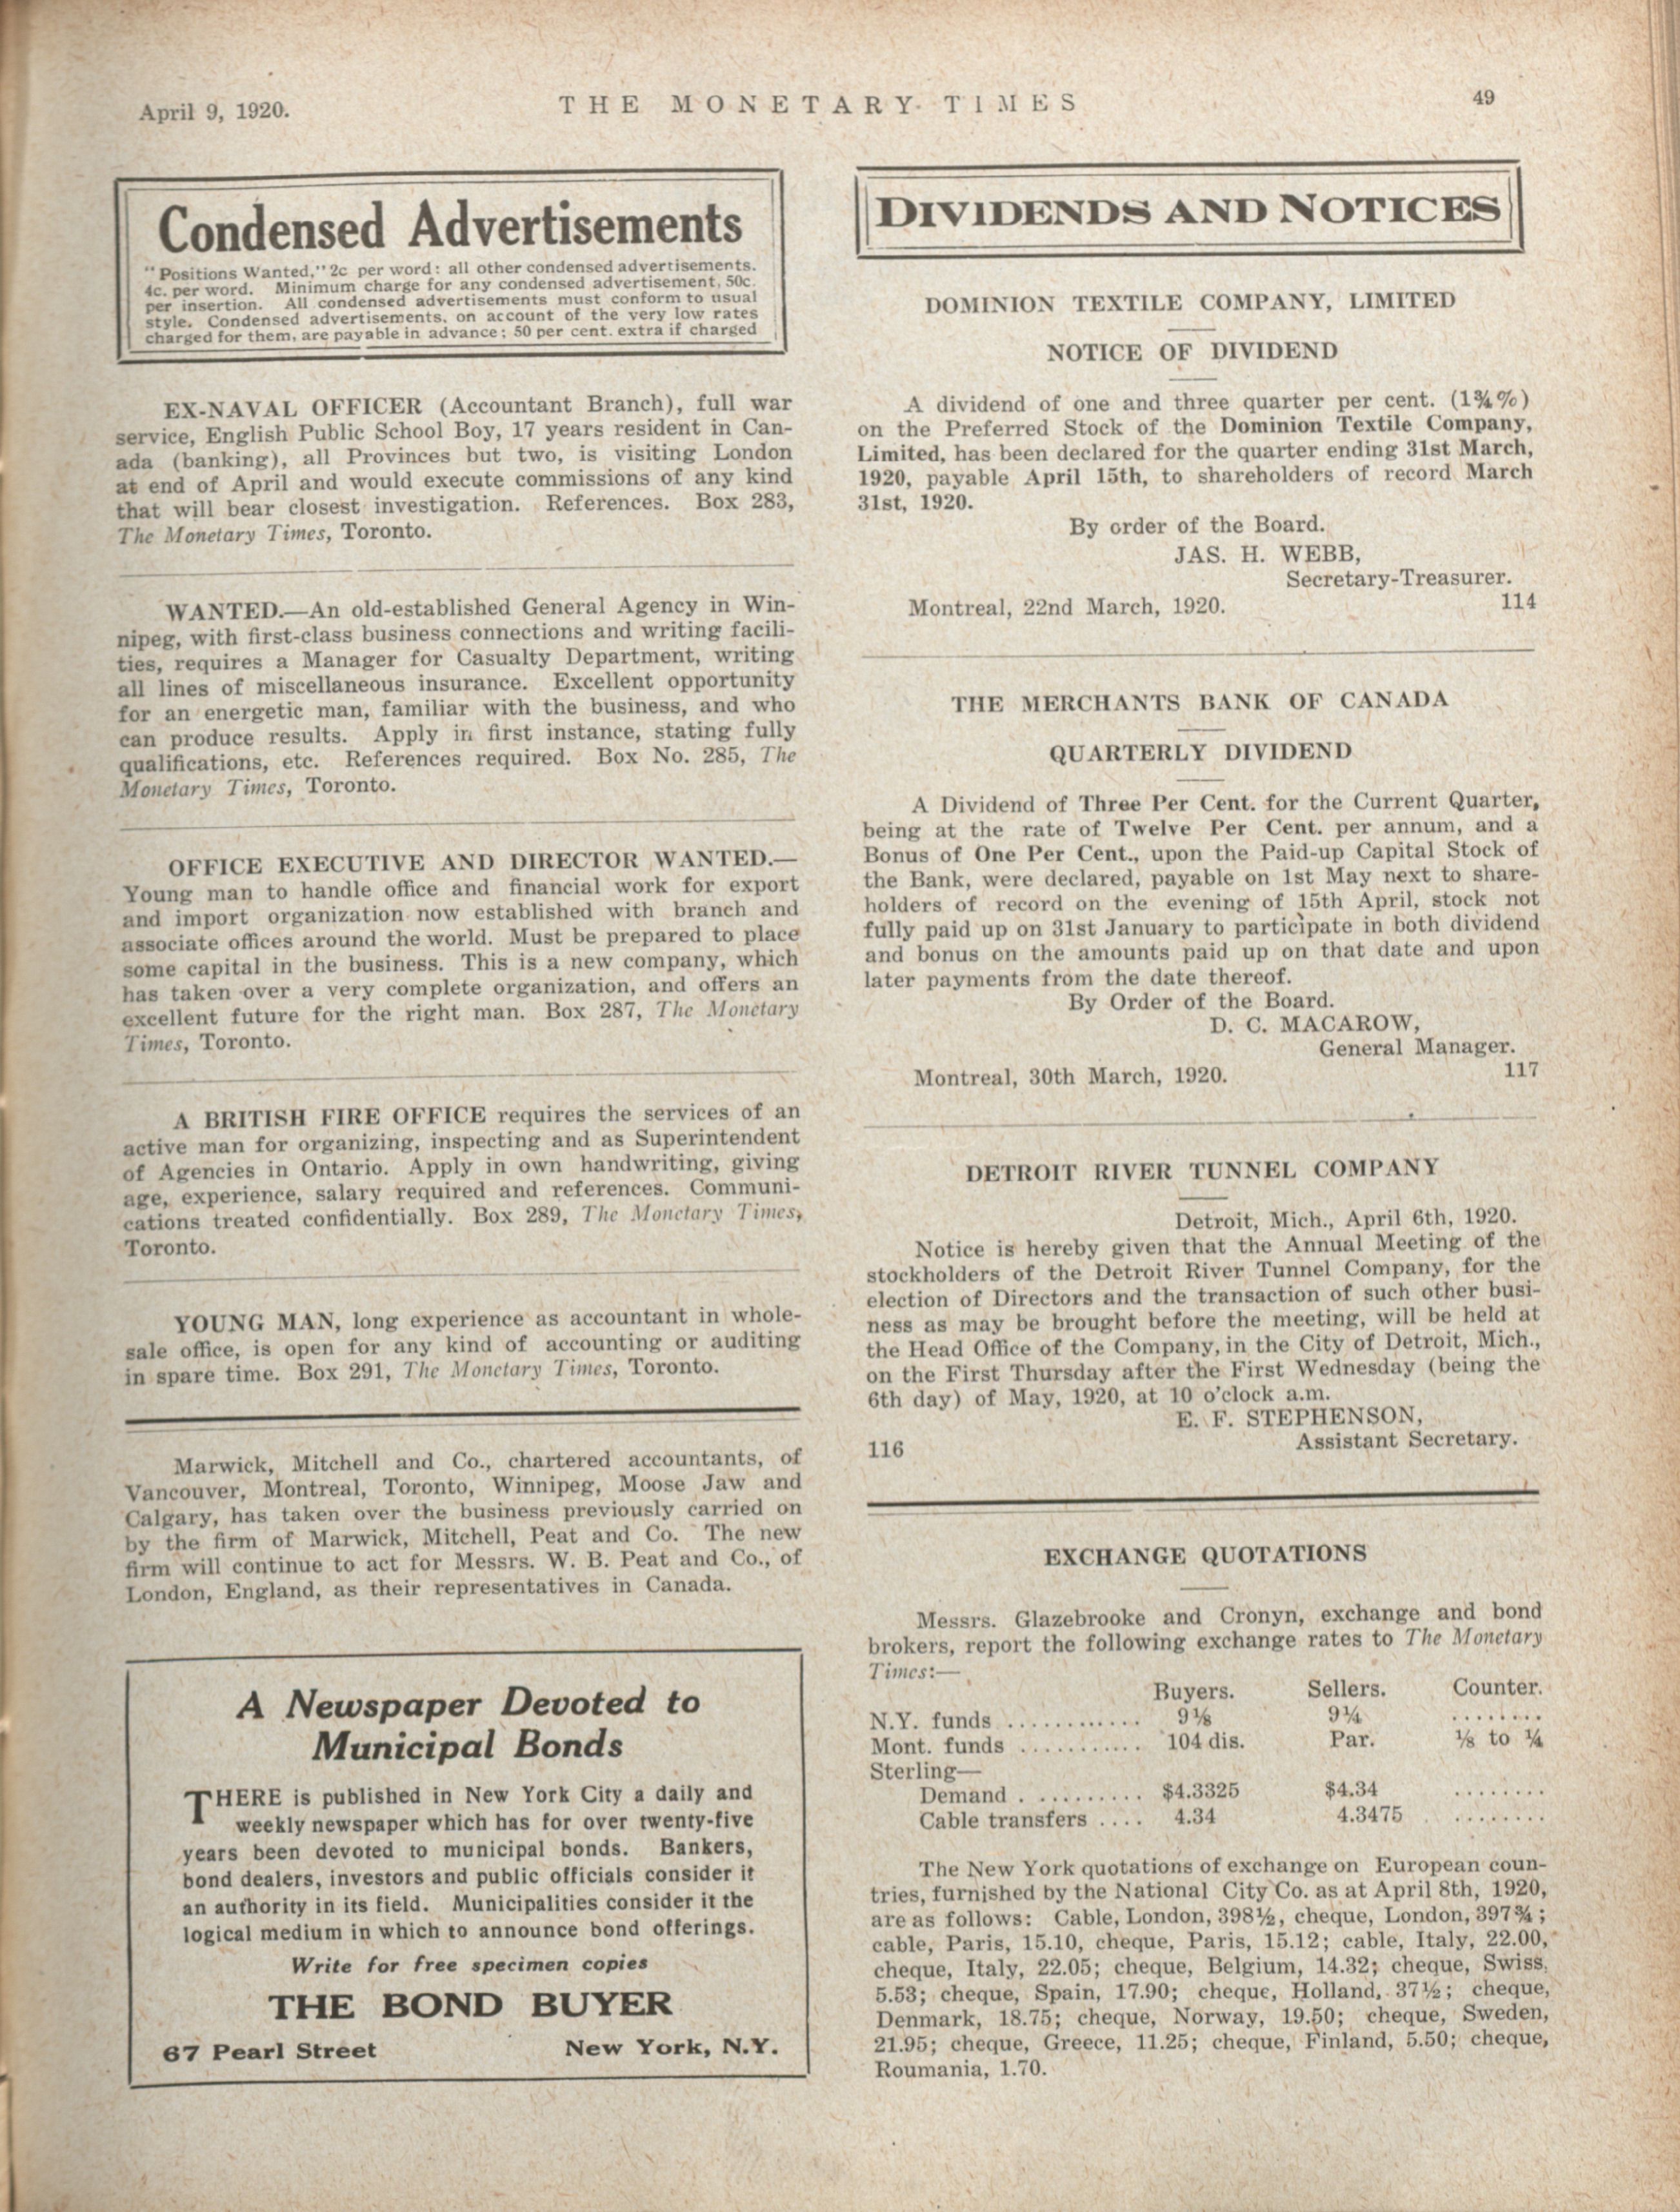 April 9, 1920.
THE MONETARY TIMES
49
Condensed Advertisements
"Positions Wanted," 2c per word: all other condensed advertisements.
4c. per word. Minimum charge for any condensed advertisement, 50c.
per insertion. All condensed advertisements must conform to usual
style. Condensed advertisements, on account of the very low rates
charged for them, are payable in advance; 50 per cent. extra if charged
EX-NAVAL OFFICER (Accountant Branch), full war
service, English Public School Boy, 17 years resident in Can-
ada (banking), all Provinces but two, is visiting London
at end of April and would execute commissions of any kind
that will bear closest investigation. References. Box 283,
The Monetary Times, Toronto.
WANTED.—An old-established General Agency in Win-
nipeg, with first-class business connections and writing facili-
ties, requires a Manager for Casualty Department, writing
all lines of miscellaneous insurance. Excellent opportunity
for an energetic man, familiar with the business, and who
can produce results. Apply in first instance, stating fully
qualifications, etc. References required. Box No. 285, The
Monetary Times, Toronto.
OFFICE EXECUTIVE AND DIRECTOR WANTED.—
Young man to handle office and financial work for export
and import organization now established with branch and
associate offices around the world. Must be prepared to place
some capital in the business. This is a new company, which
has taken over a very complete organization, and offers an
excellent future for the right man. Box 287, The Monetary
Times, Toronto.
A BRITISH FIRE OFFICE requires the services of an
active man for organizing, inspecting and as Superintendent
of Agencies in Ontario. Apply in own handwriting, giving
age, experience, salary required and references. Communi-
cations treated confidentially. Box 289, The Monetary Times,
Toronto.
YOUNG MAN, long experience as accountant in whole-
sale office, is open for any kind of accounting or auditing
in spare time. Box 291, The Monetary Times, Toronto.
Marwick, Mitchell and Co., chartered accountants, of
Vancouver, Montreal, Toronto, Winnipeg, Moose Jaw and
Calgary, has taken over the business previously carried on
by the firm of Marwick, Mitchell, Peat and Co. The new
firm will continue to act for Messrs. W. B. Peat and Co., of
London, England, as their representatives in Canada.
A Newspaper Devoted to
Municipal Bonds
THERE is published in New York City a daily and
weekly newspaper which has for over twenty-five
years been devoted to municipal bonds. Bankers,
bond dealers, investors and public officials consider it
an authority in its field. Municipalities consider it the
logical medium in which to announce bond offerings.
Write for free specimen copies
THE BOND BUYER
67 Pearl Street New York, N.Y.
DIVIDENDS AND NOTICES
DOMINION TEXTILE COMPANY, LIMITED
NOTICE OF DIVIDEND
A dividend of one and three quarter per cent. (1¾%)
on the Preferred Stock of the Dominion Textile Company,
Limited, has been declared for the quarter ending 31st March,
1920, payable April 15th, to shareholders of record March
31st, 1920.
By order of the Board.
JAS. H. WEBB,
Secretary-Treasurer.
Montreal, 22nd March, 1920. 114
THE MERCHANTS BANK OF CANADA
QUARTERLY DIVIDEND
A Dividend of Three Per Cent. for the Current Quarter,
being at the rate of Twelve Per Cent. per annum, and a
Bonus of One Per Cent., upon the Paid-up Capital Stock of
the Bank, were declared, payable on 1st May next to share-
holders of record on the evening of 15th April, stock not
fully paid up on 31st January to participate in both dividend
and bonus on the amounts paid up on that date and upon
later payments from the date thereof.
By Order of the Board.
D. C. MACAROW,
General Manager.
Montreal, 30th March, 1920. 117
DETROIT RIVER TUNNEL COMPANY
Detroit, Mich., April 6th, 1920.
Notice is hereby given that the Annual Meeting of the
stockholders of the Detroit River Tunnel Company, for the
election of Directors and the transaction of such other busi-
ness as may be brought before the meeting, will be held at
the Head Office of the Company, in the City of Detroit, Mich.,
on the First Thursday after the First Wednesday (being the
6th day) of May, 1920, at 10 o'clock a.m.
E. F. STEPHENSON,
116 Assistant Secretary.
EXCHANGE QUOTATIONS
Messrs. Glazebrooke and Cronyn, exchange and bond
brokers, report the following exchange rates to The Monetary
Times:—
Buyers. Sellers. Counter.
N.Y. funds ............ 9⅛ 9¼ ........
Mont. funds ........... 104 dis. Par. ⅛ to ¼
Sterling—
Demand .......... $4.3325 $4.34 ........
Cable transfers .... 4.34 4.3475 ........
The New York quotations of exchange on European coun-
tries, furnished by the National City Co. as at April 8th, 1920,
are as follows: Cable, London, 398½, cheque, London, 397¾;
cable, Paris, 15.10, cheque, Paris, 15.12; cable, Italy, 22.00,
cheque, Italy, 22.05; cheque, Belgium, 14.32; cheque, Swiss,
5.53; cheque, Spain, 17.90; cheque, Holland, 37½; cheque,
Denmark, 18.75; cheque, Norway, 19.50; cheque, Sweden,
21.95; cheque, Greece, 11.25; cheque, Finland, 5.50; cheque,
Roumania, 1.70.